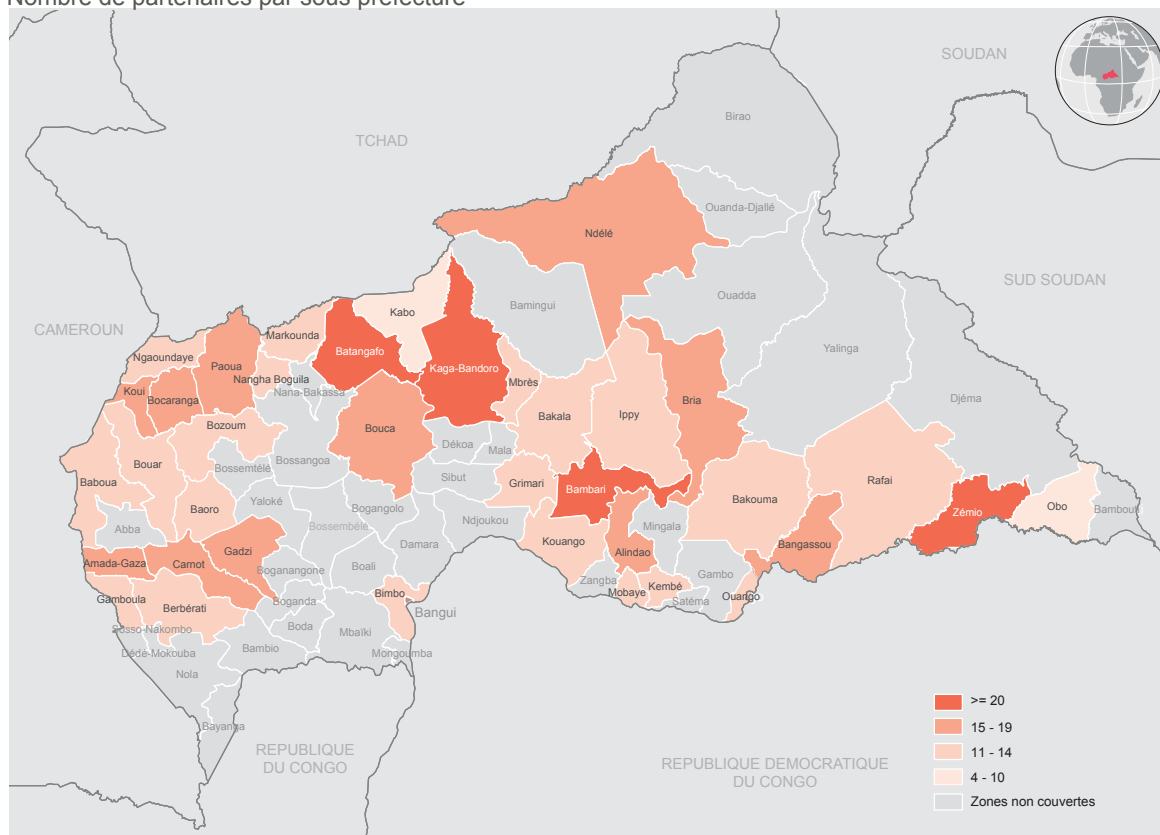 Nombre de partenaires par sous préfecture
SOUDAN
Birao
TCHAD
Ouanda-Djallé
Ndélé
SUD SOUDAN
Bamingui
Ouadda
Kabo
CAMEROUN
Markounda
Yalinga
Ngaoundaye
Batangafo
Paoua
Kaga-Bandoro
Nangha Boguila
Mbrès
Koui
Nana-Bakassa
Bocaranga
Djéma
Bria
Ippy
Bakala
Bozoum
Bouca
Dékoa
Mala
Bossangoa
Bouar
Bossemtélé
Sibut
Baboua
Grimari
Bambari
Rafai
Bakouma
Yaloké
Baoro
Bogangolo
Zémio
Obo
Bambouti
Abba
Bossembélé
Ndjoukou
Mingala
Damara
Kouango
Gadzi
Alindao
Bangassou
Amada-Gaza
Carnot
Boali
Boganangone
Gambo
Zangba
Kembé
Mobaye
Bimbo
Gamboula
Ouango
Satéma
Berbérati
Boganda
Bangui
Sosso-Nakombo
Boda
Mbaïki
Bambio
Dédé-Mokouba
Mongoumba
Nola
Bayanga
REPUBLIQUE
DU CONGO
REPUBLIQUE DEMOCRATIQUE
DU CONGO
>= 20
15 - 19
11 - 14
4 - 10
Zones non couvertes